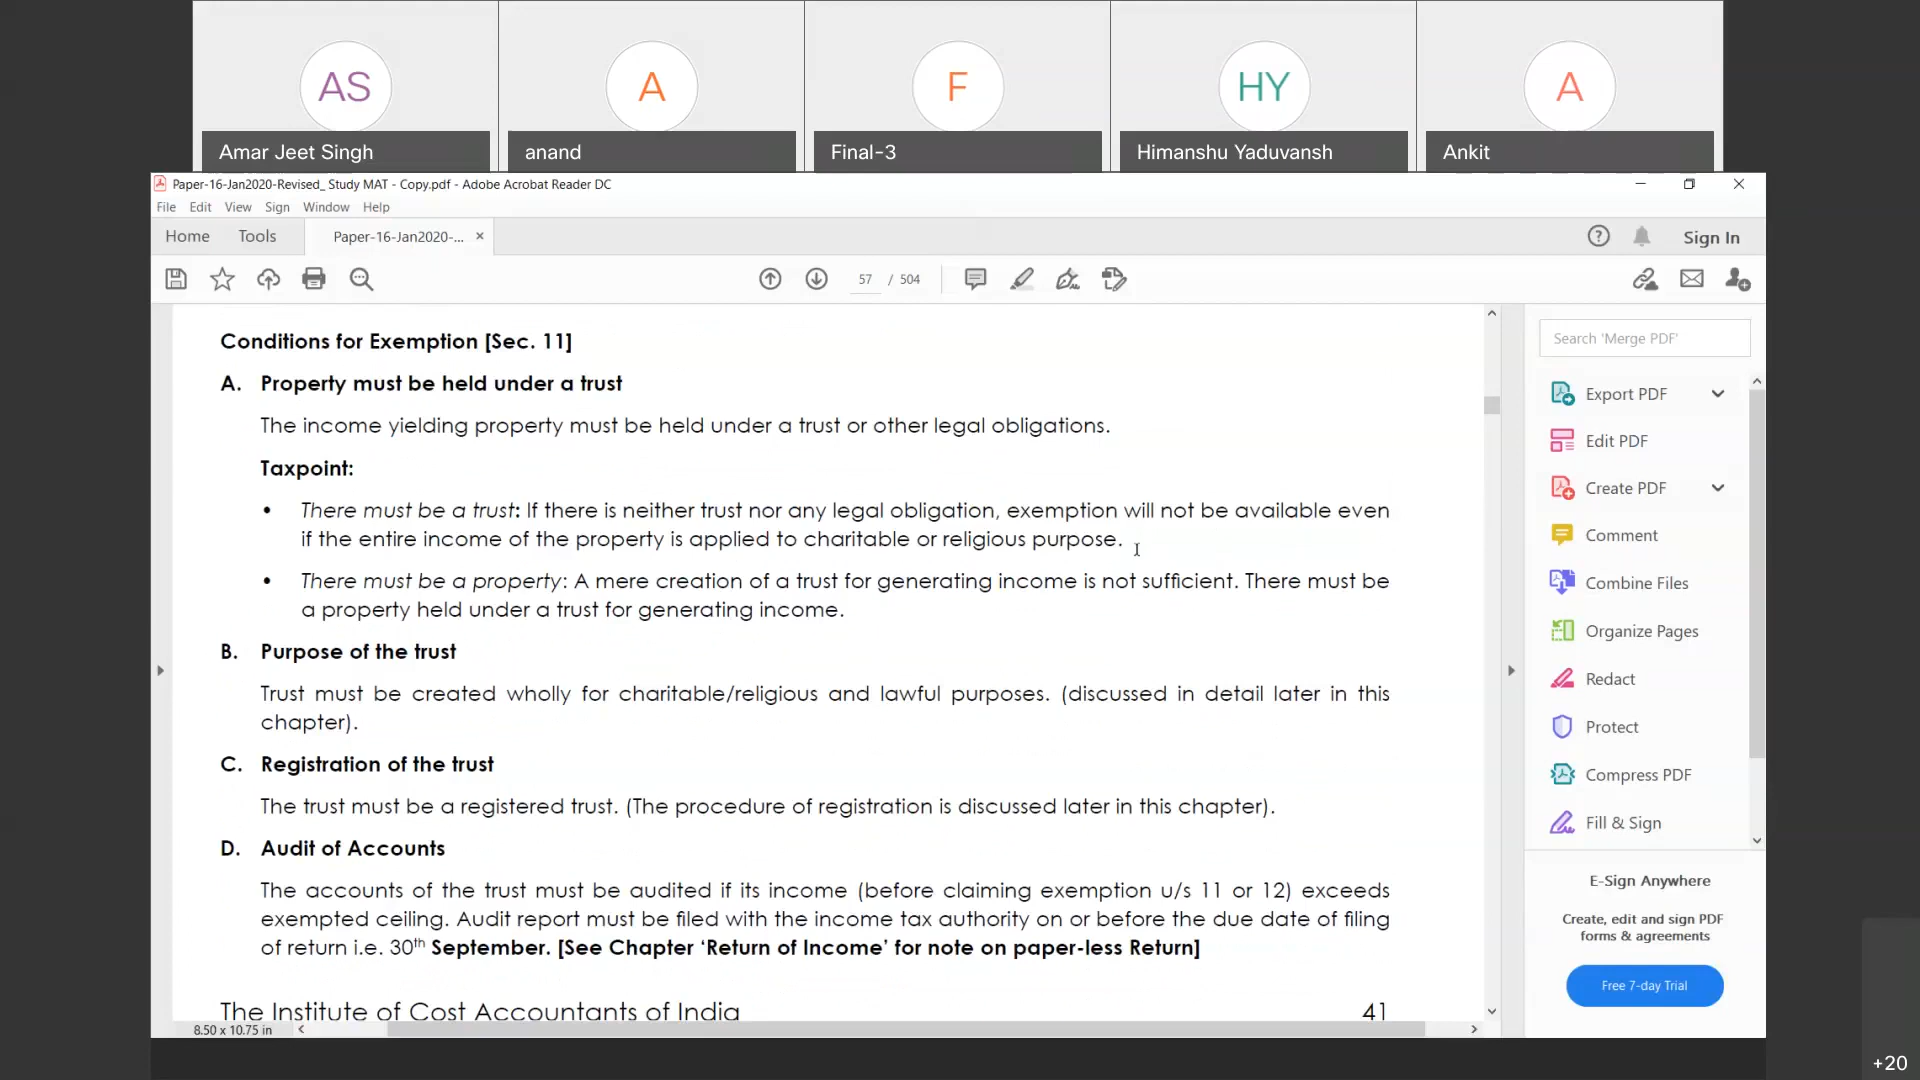 AS
A
F
HY
A
Amar Jeet Singh
anand
Final-3
Himanshu Yaduvansh
Ankit
Paper-16-Jan2020-Revised_ Study MAT - Copy.pdf - Adobe Acrobat Reader DC
File Edit View Sign Window Help
Home Tools Paper-16-Jan2020-... × Sign In
57 / 504
Conditions for Exemption [Sec. 11]
A. Property must be held under a trust
The income yielding property must be held under a trust or other legal obligations.
Taxpoint:
• There must be a trust: If there is neither trust nor any legal obligation, exemption will not be available even
if the entire income of the property is applied to charitable or religious purpose.
• There must be a property: A mere creation of a trust for generating income is not sufficient. There must be
a property held under a trust for generating income.
B. Purpose of the trust
Trust must be created wholly for charitable/religious and lawful purposes. (discussed in detail later in this
chapter).
C. Registration of the trust
The trust must be a registered trust. (The procedure of registration is discussed later in this chapter).
D. Audit of Accounts
The accounts of the trust must be audited if its income (before claiming exemption u/s 11 or 12) exceeds
exempted ceiling. Audit report must be filed with the income tax authority on or before the due date of filing
of return i.e. 30th September. [See Chapter ‘Return of Income’ for note on paper-less Return]
The Institute of Cost Accountants of India 41
8.50 x 10.75 in
Search 'Merge PDF'
Export PDF
Edit PDF
Create PDF
Comment
Combine Files
Organize Pages
Redact
Protect
Compress PDF
Fill & Sign
E-Sign Anywhere
Create, edit and sign PDF
forms & agreements
Free 7-day Trial
+20